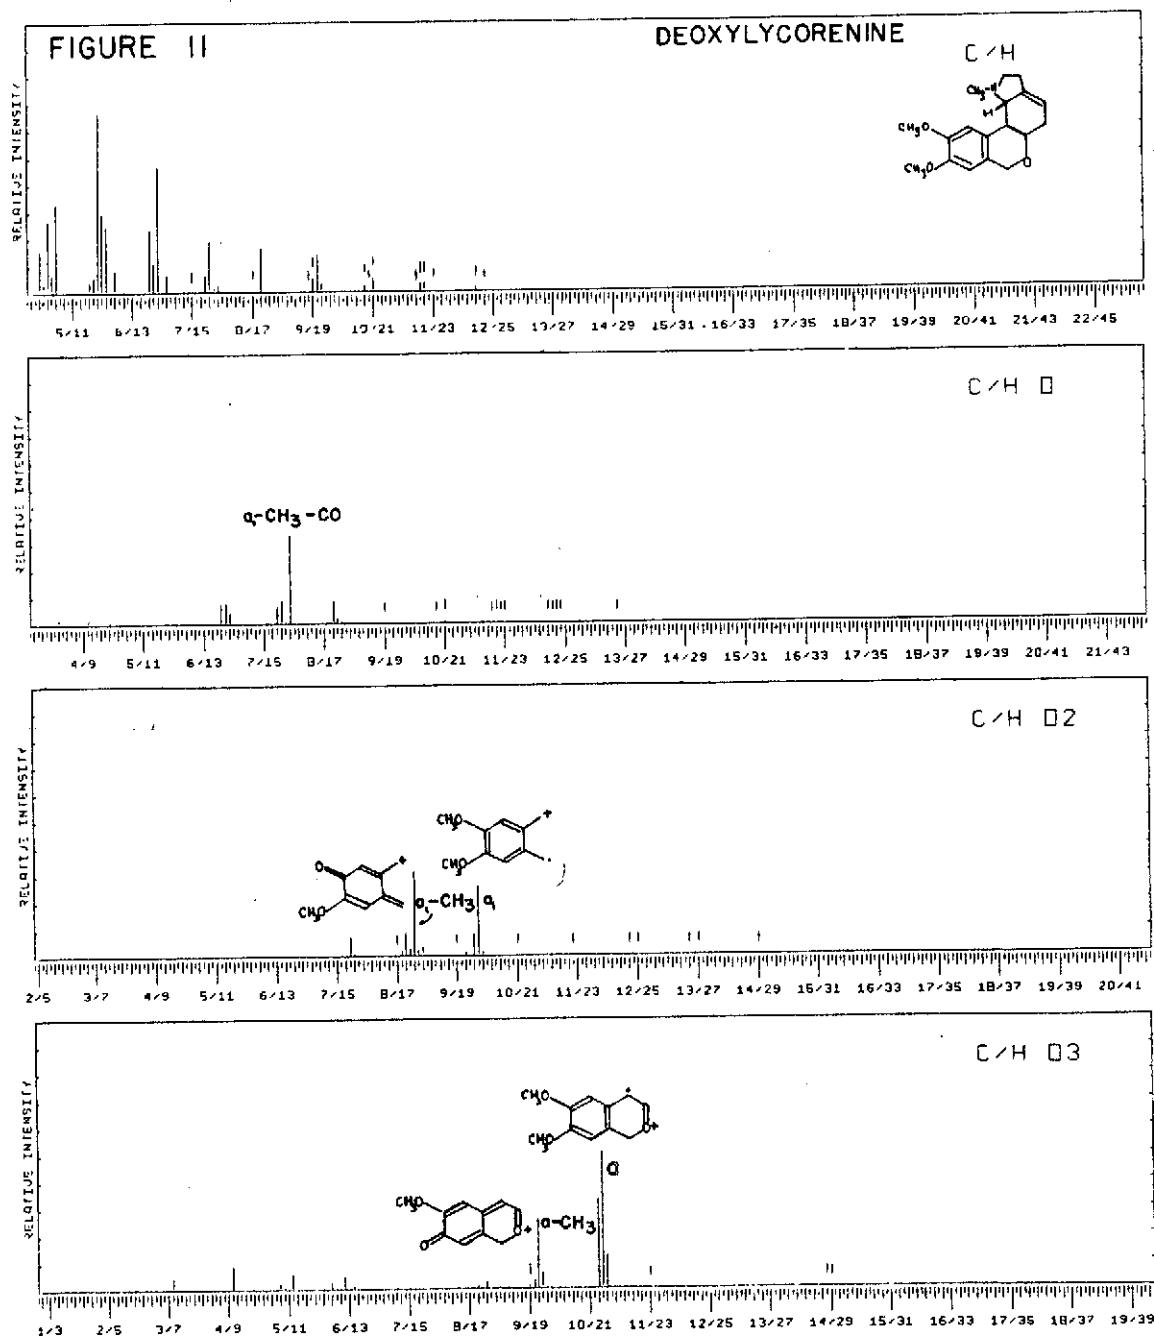 FIGURE 11
DEOXYLYCORENINE
C/H
CH₃-N
H
CH₃O
CH₃O
O
RELATIVE INTENSITY
5/11 6/13 7/15 8/17 9/19 10/21 11/23 12/25 13/27 14/29 15/31 16/33 17/35 18/37 19/39 20/41 21/43 22/45
C/H O
a₁-CH₃-CO
RELATIVE INTENSITY
4/9 5/11 6/13 7/15 8/17 9/19 10/21 11/23 12/25 13/27 14/29 15/31 16/33 17/35 18/37 19/39 20/41 21/43
C/H O2
CH₃O +
CH₃O
O +
CH₃O
a₁-CH₃ a₁
RELATIVE INTENSITY
2/5 3/7 4/9 5/11 6/13 7/15 8/17 9/19 10/21 11/23 12/25 13/27 14/29 15/31 16/33 17/35 18/37 19/39 20/41
C/H O3
CH₃O
CH₃O O+
a
CH₃O
O O+
a-CH₃
RELATIVE INTENSITY
1/3 2/5 3/7 4/9 5/11 6/13 7/15 8/17 9/19 10/21 11/23 12/25 13/27 14/29 15/31 16/33 17/35 18/37 19/39